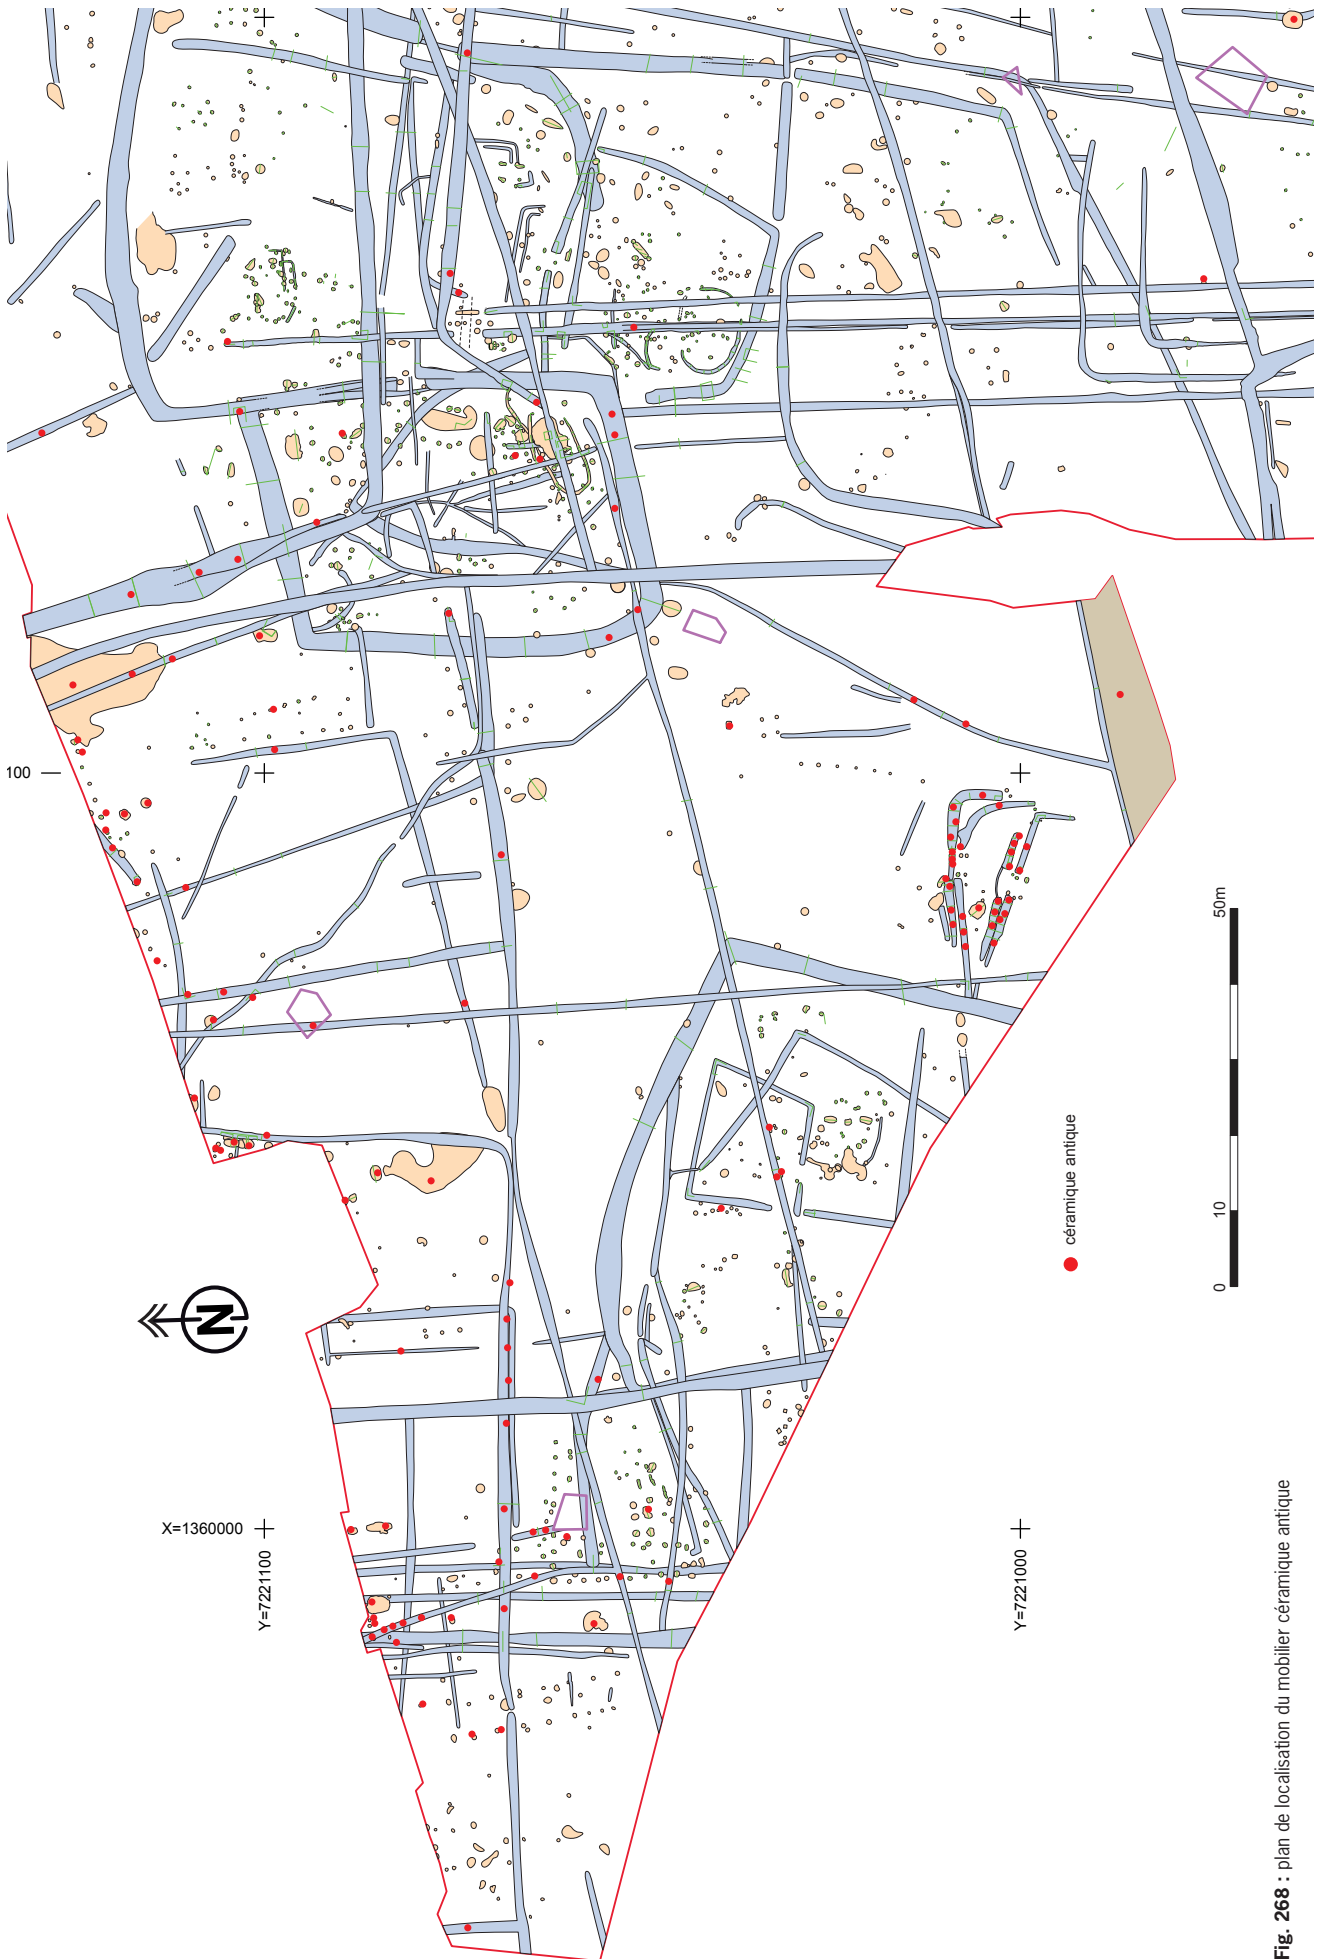 100
X=1360000
Y=7221100
Y=7221000
N
céramique antique
0 10 50m
Fig. 268 : plan de localisation du mobilier céramique antique